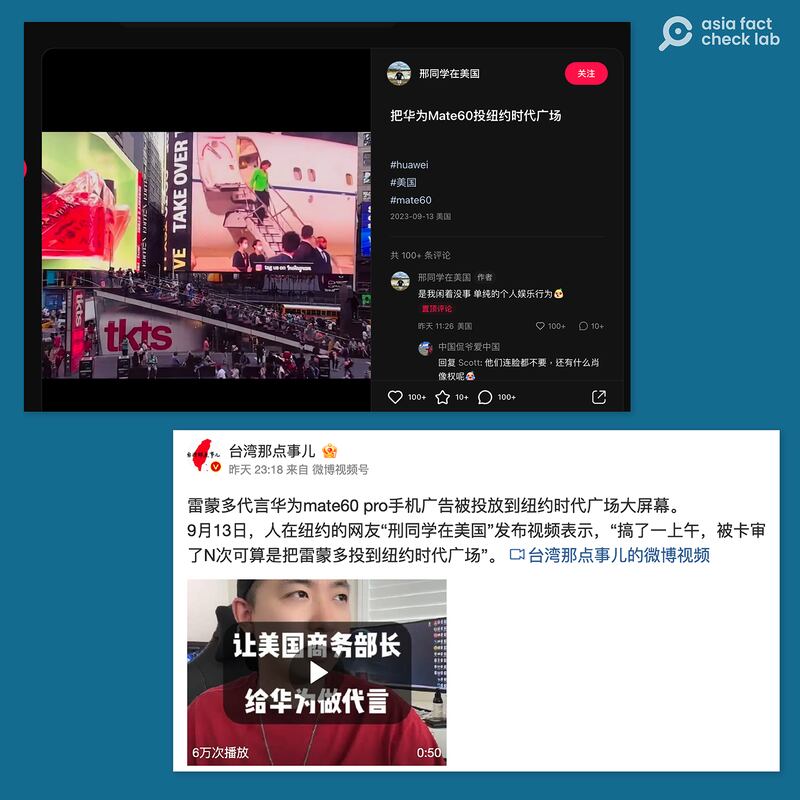 asia fact
check lab
邢同学在美国
关注
把华为Mate60投纽约时代广场
#huawei
#美国
#mate60
2023-09-13 美国
共 100+ 条评论
邢同学在美国 作者
是我闲着没事 单纯的个人娱乐行为
置顶评论
昨天 11:26 美国
100+
10+
中国侃爷爱中国
回复 Scott: 他们连脸都不要，还有什么肖
像权呢
100+
10+
100+
VE TAKE OVER
tkts
tkts
台湾那点事儿
台湾那点事儿
昨天 23:18 来自 微博视频号
雷蒙多代言华为mate60 pro手机广告被投放到纽约时代广场大屏幕。
9月13日，人在纽约的网友“刑同学在美国”发布视频表示，“搞了一上午，被卡审
了N次可算是把雷蒙多投到纽约时代广场”。 台湾那点事儿的微博视频
让美国商务部长
给华为做代言
6万次播放
0:50